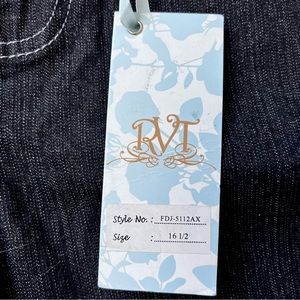 RVT
Style No. : FDJ-5112AX
Size : 16 1/2